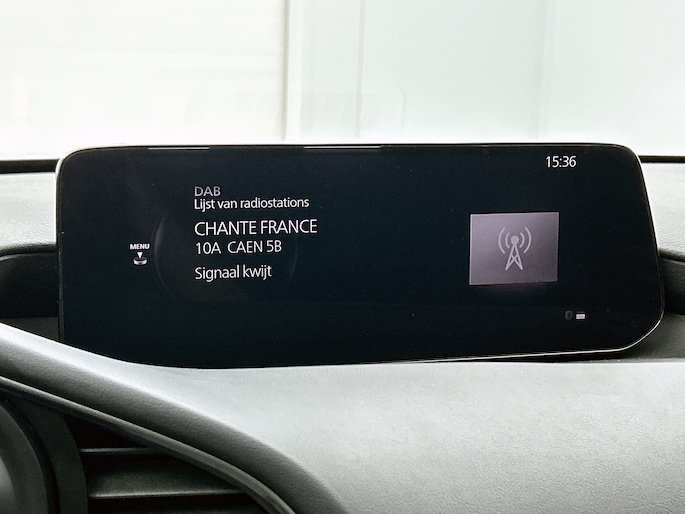 15:36
DAB
Lijst van radiostations
CHANTE FRANCE
10A CAEN 5B
MENU
Signaal kwijt